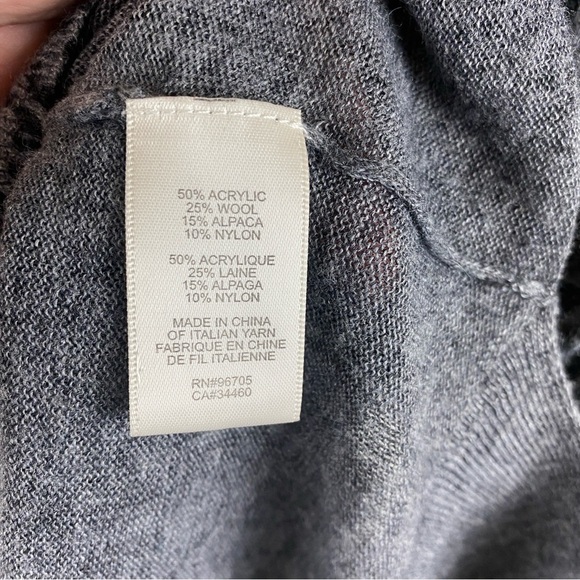 50% ACRYLIC
25% WOOL
15% ALPACA
10% NYLON
50% ACRYLIQUE
25% LAINE
15% ALPAGA
10% NYLON
MADE IN CHINA
OF ITALIAN YARN
FABRIQUE EN CHINE
DE FIL ITALIENNE
RN#96705
CA#34460